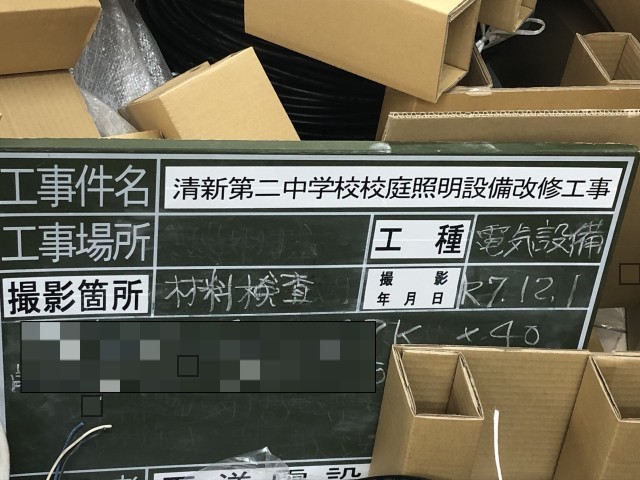 工事件名 清新第二中学校校庭照明設備改修工事
工事場所 工種 電気設備
撮影箇所 材料検査 撮影年月日 R7.12.1
K ×40